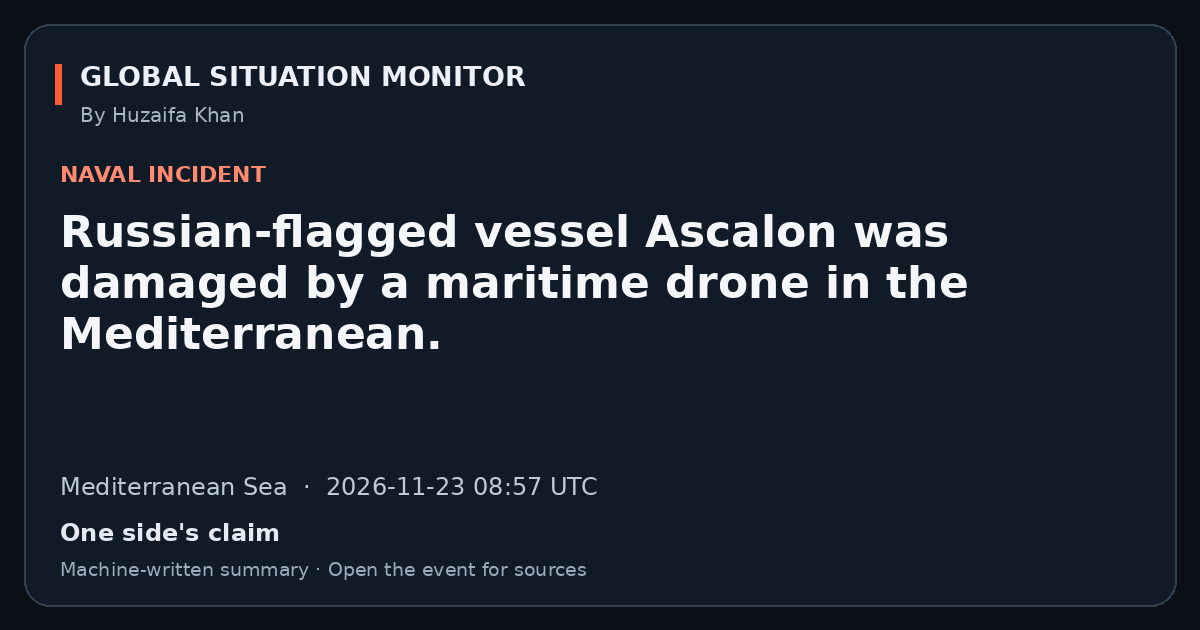 GLOBAL SITUATION MONITOR
By Huzaifa Khan
NAVAL INCIDENT
Russian-flagged vessel Ascalon was
damaged by a maritime drone in the
Mediterranean.
Mediterranean Sea · 2026-11-23 08:57 UTC
One side's claim
Machine-written summary · Open the event for sources